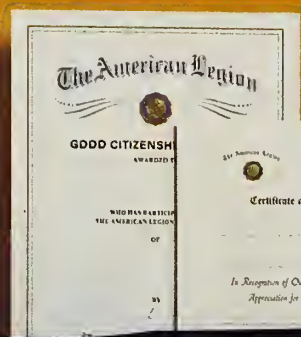 The American Legion
GOOD CITIZENSHI
AWARDED T
WHO HAS PARTICIP
THE AMERICAN LEGION
OF
BY
The American Legion
Certificate
In Recognition of Ou
Appreciation for